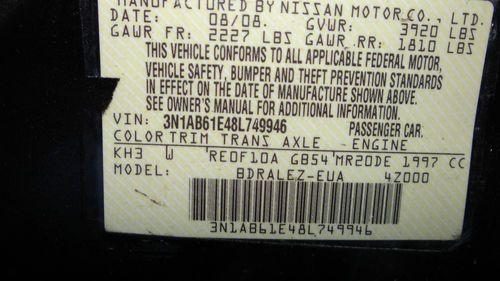 MANUFACTURED BY NISSAN MOTOR CO., LTD.
DATE: 08/08. GVWR: 3920 LBS
GAWR FR: 2227 LBS GAWR RR: 1810 LBS
THIS VEHICLE CONFORMS TO ALL APPLICABLE FEDERAL MOTOR
VEHICLE SAFETY, BUMPER AND THEFT PREVENTION STANDARDS
IN EFFECT ON THE DATE OF MANUFACTURE SHOWN ABOVE.
SEE OWNER'S MANUAL FOR ADDITIONAL INFORMATION.
VIN: 3N1AB61E48L749946 PASSENGER CAR.
COLOR TRIM TRANS AXLE ENGINE
KH3 W RE0F10A GB54 MR20DE 1997 CC
MODEL: BDRALEZ-EUA 4Z000
3N1AB61E48L749946